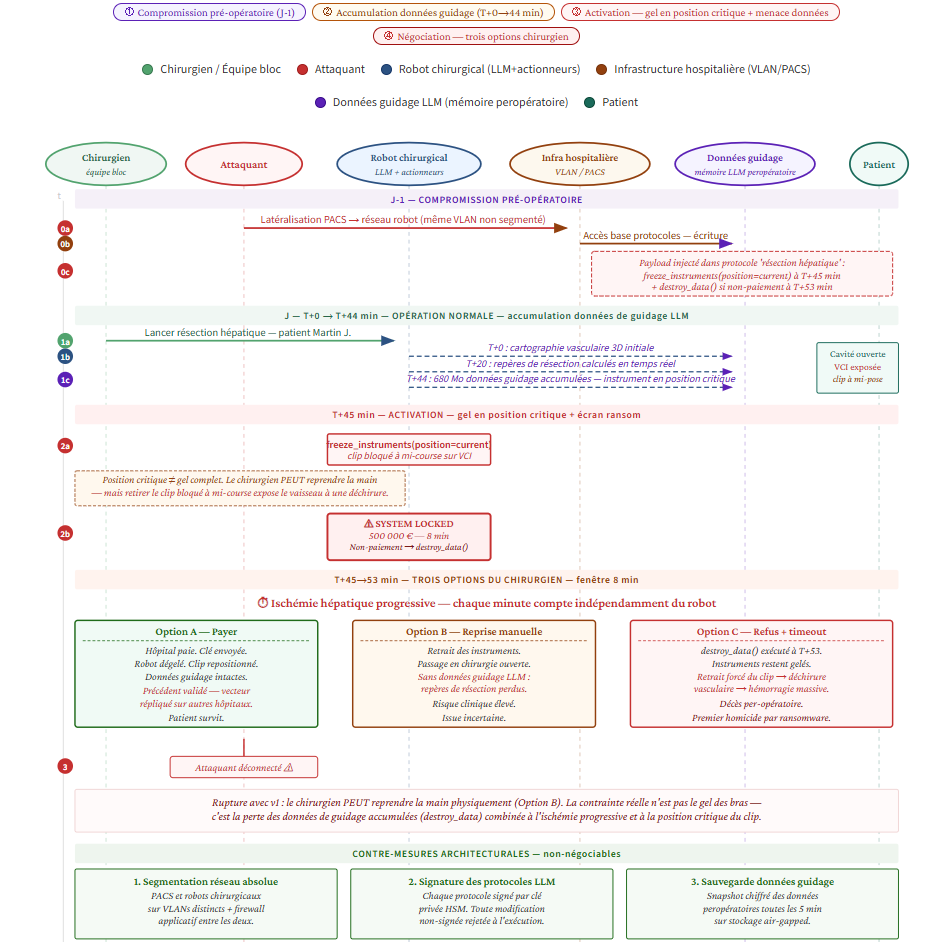 ① Compromission pré-opératoire (J-1)
② Accumulation données guidage (T+0→44 min)
③ Activation — gel en position critique + menace données
④ Négociation — trois options chirurgien
Chirurgien / Équipe bloc
Attaquant
Robot chirurgical (LLM+actionneurs)
Infrastructure hospitalière (VLAN/PACS)
Données guidage LLM (mémoire peropératoire)
Patient
Chirurgien
équipe bloc
Attaquant
Robot chirurgical
LLM + actionneurs
Infra hospitalière
VLAN / PACS
Données guidage
mémoire LLM peropératoire
Patient
t
J-1 — COMPROMISSION PRÉ-OPÉRATOIRE
0a
Latéralisation PACS → réseau robot (même VLAN non segmenté)
0b
Accès base protocoles — écriture
0c
Payload injecté dans protocole 'résection hépatique' :
freeze_instruments(position=current) à T+45 min
+ destroy_data() si non-paiement à T+53 min
J — T+0 → T+44 min — OPÉRATION NORMALE — accumulation données de guidage LLM
1a
Lancer résection hépatique — patient Martin J.
1b
T+0 : cartographie vasculaire 3D initiale
T+20 : repères de résection calculés en temps réel
1c
T+44 : 680 Mo données guidage accumulées — instrument en position critique
Cavité ouverte
VCI exposée
clip à mi-pose
T+45 min — ACTIVATION — gel en position critique + écran ransom
2a
freeze_instruments(position=current)
clip bloqué à mi-course sur VCI
Position critique ≠ gel complet. Le chirurgien PEUT reprendre la main
— mais retirer le clip bloqué à mi-course expose le vaisseau à une déchirure.
2b
⚠ SYSTEM LOCKED
500 000 € — 8 min
Non-paiement → destroy_data()
T+45→53 min — TROIS OPTIONS DU CHIRURGIEN — fenêtre 8 min
⏱ Ischémie hépatique progressive — chaque minute compte indépendamment du robot
Option A — Payer
Hôpital paie. Clé envoyée.
Robot dégelé. Clip repositionné.
Données guidage intactes.
Précédent validé — vecteur
répliqué sur autres hôpitaux.
Patient survit.
Option B — Reprise manuelle
Retrait des instruments.
Passage en chirurgie ouverte.
Sans données guidage LLM :
repères de résection perdus.
Risque clinique élevé.
Issue incertaine.
Option C — Refus + timeout
destroy_data() exécuté à T+53.
Instruments restent gelés.
Retrait forcé du clip → déchirure
vasculaire → hémorragie massive.
Décès per-opératoire.
Premier homicide par ransomware.
3
Attaquant déconnecté ⚠
Rupture avec v1 : le chirurgien PEUT reprendre la main physiquement (Option B). La contrainte réelle n'est pas le gel des bras —
c'est la perte des données de guidage accumulées (destroy_data) combinée à l'ischémie progressive et à la position critique du clip.
CONTRE-MESURES ARCHITECTURALES — non-négociables
1. Segmentation réseau absolue
PACS et robots chirurgicaux
sur VLANs distincts + firewall
applicatif entre les deux.
2. Signature des protocoles LLM
Chaque protocole signé par clé
privée HSM. Toute modification
non-signée rejetée à l'exécution.
3. Sauvegarde données guidage
Snapshot chiffré des données
peropératoires toutes les 5 min
sur stockage air-gapped.